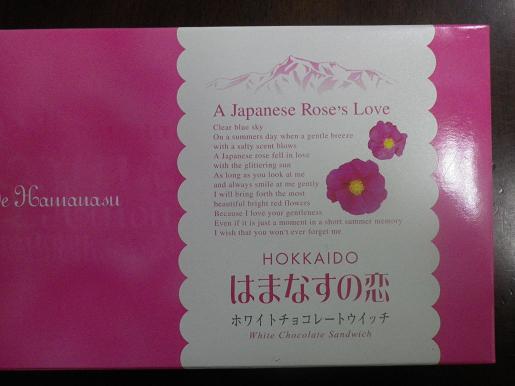 A Japanese Rose's Love
Clear blue sky
On a summers day when a gentle breeze
with a salty scent blows
A Japanese rose fell in love
with the glittering sun
As long as you look at me
and always smile at me gently
I will bring forth the most
beautiful bright red flowers
Because I love your gentleness
Even if it is just a moment in a short summer memory
I wish that you won't ever forget me
de Hamanasu
HOKKAIDO
はまなすの恋
ホワイトチョコレートウイッチ
White Chocolate Sandwich